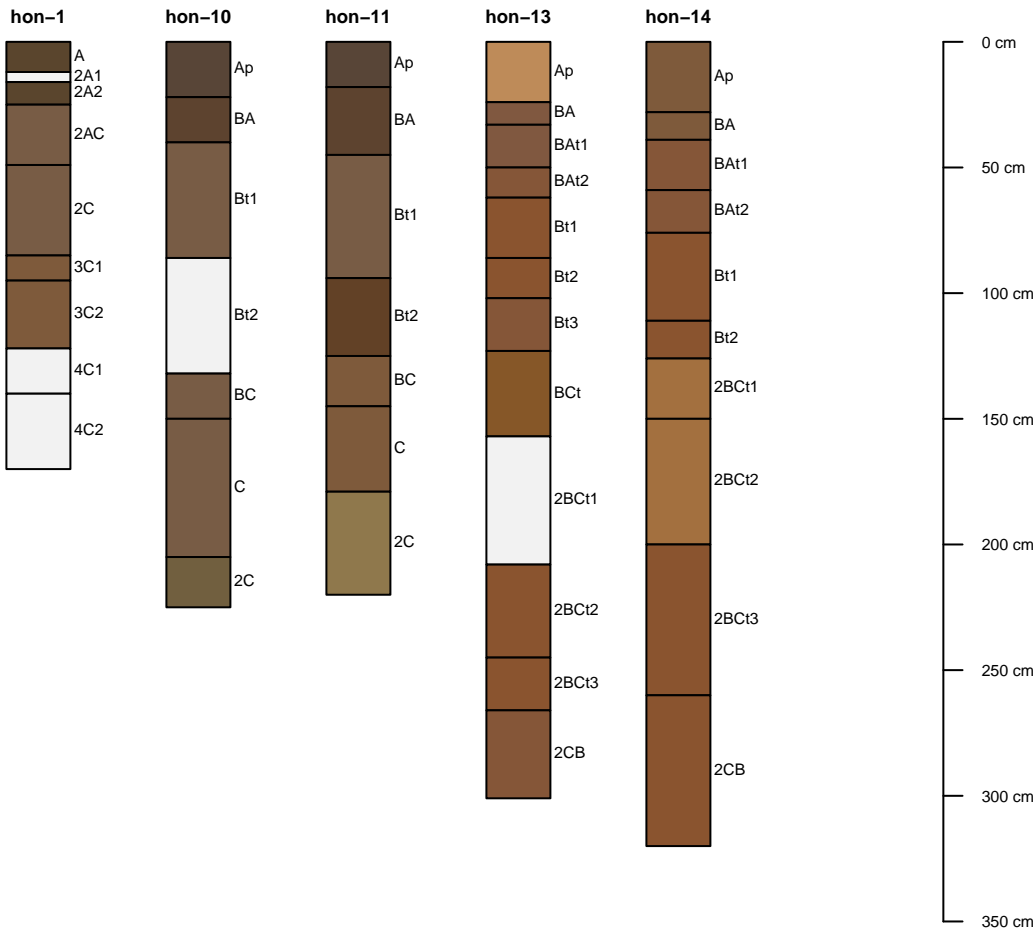 hon–1
A
2A1
2A2
2AC
2C
3C1
3C2
4C1
4C2
hon–10
Ap
BA
Bt1
Bt2
BC
C
2C
hon–11
Ap
BA
Bt1
Bt2
BC
C
2C
hon–13
Ap
BA
BAt1
BAt2
Bt1
Bt2
Bt3
BCt
2BCt1
2BCt2
2BCt3
2CB
hon–14
Ap
BA
BAt1
BAt2
Bt1
Bt2
2BCt1
2BCt2
2BCt3
2CB
0 cm
50 cm
100 cm
150 cm
200 cm
250 cm
300 cm
350 cm